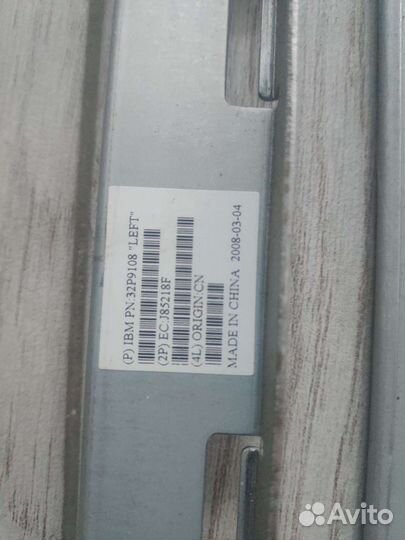 (P) IBM PN:32P9108 "LEFT"
(2P) EC:J85218F
(4L) ORIGIN:CN
MADE IN CHINA 2008-03-04
Avito